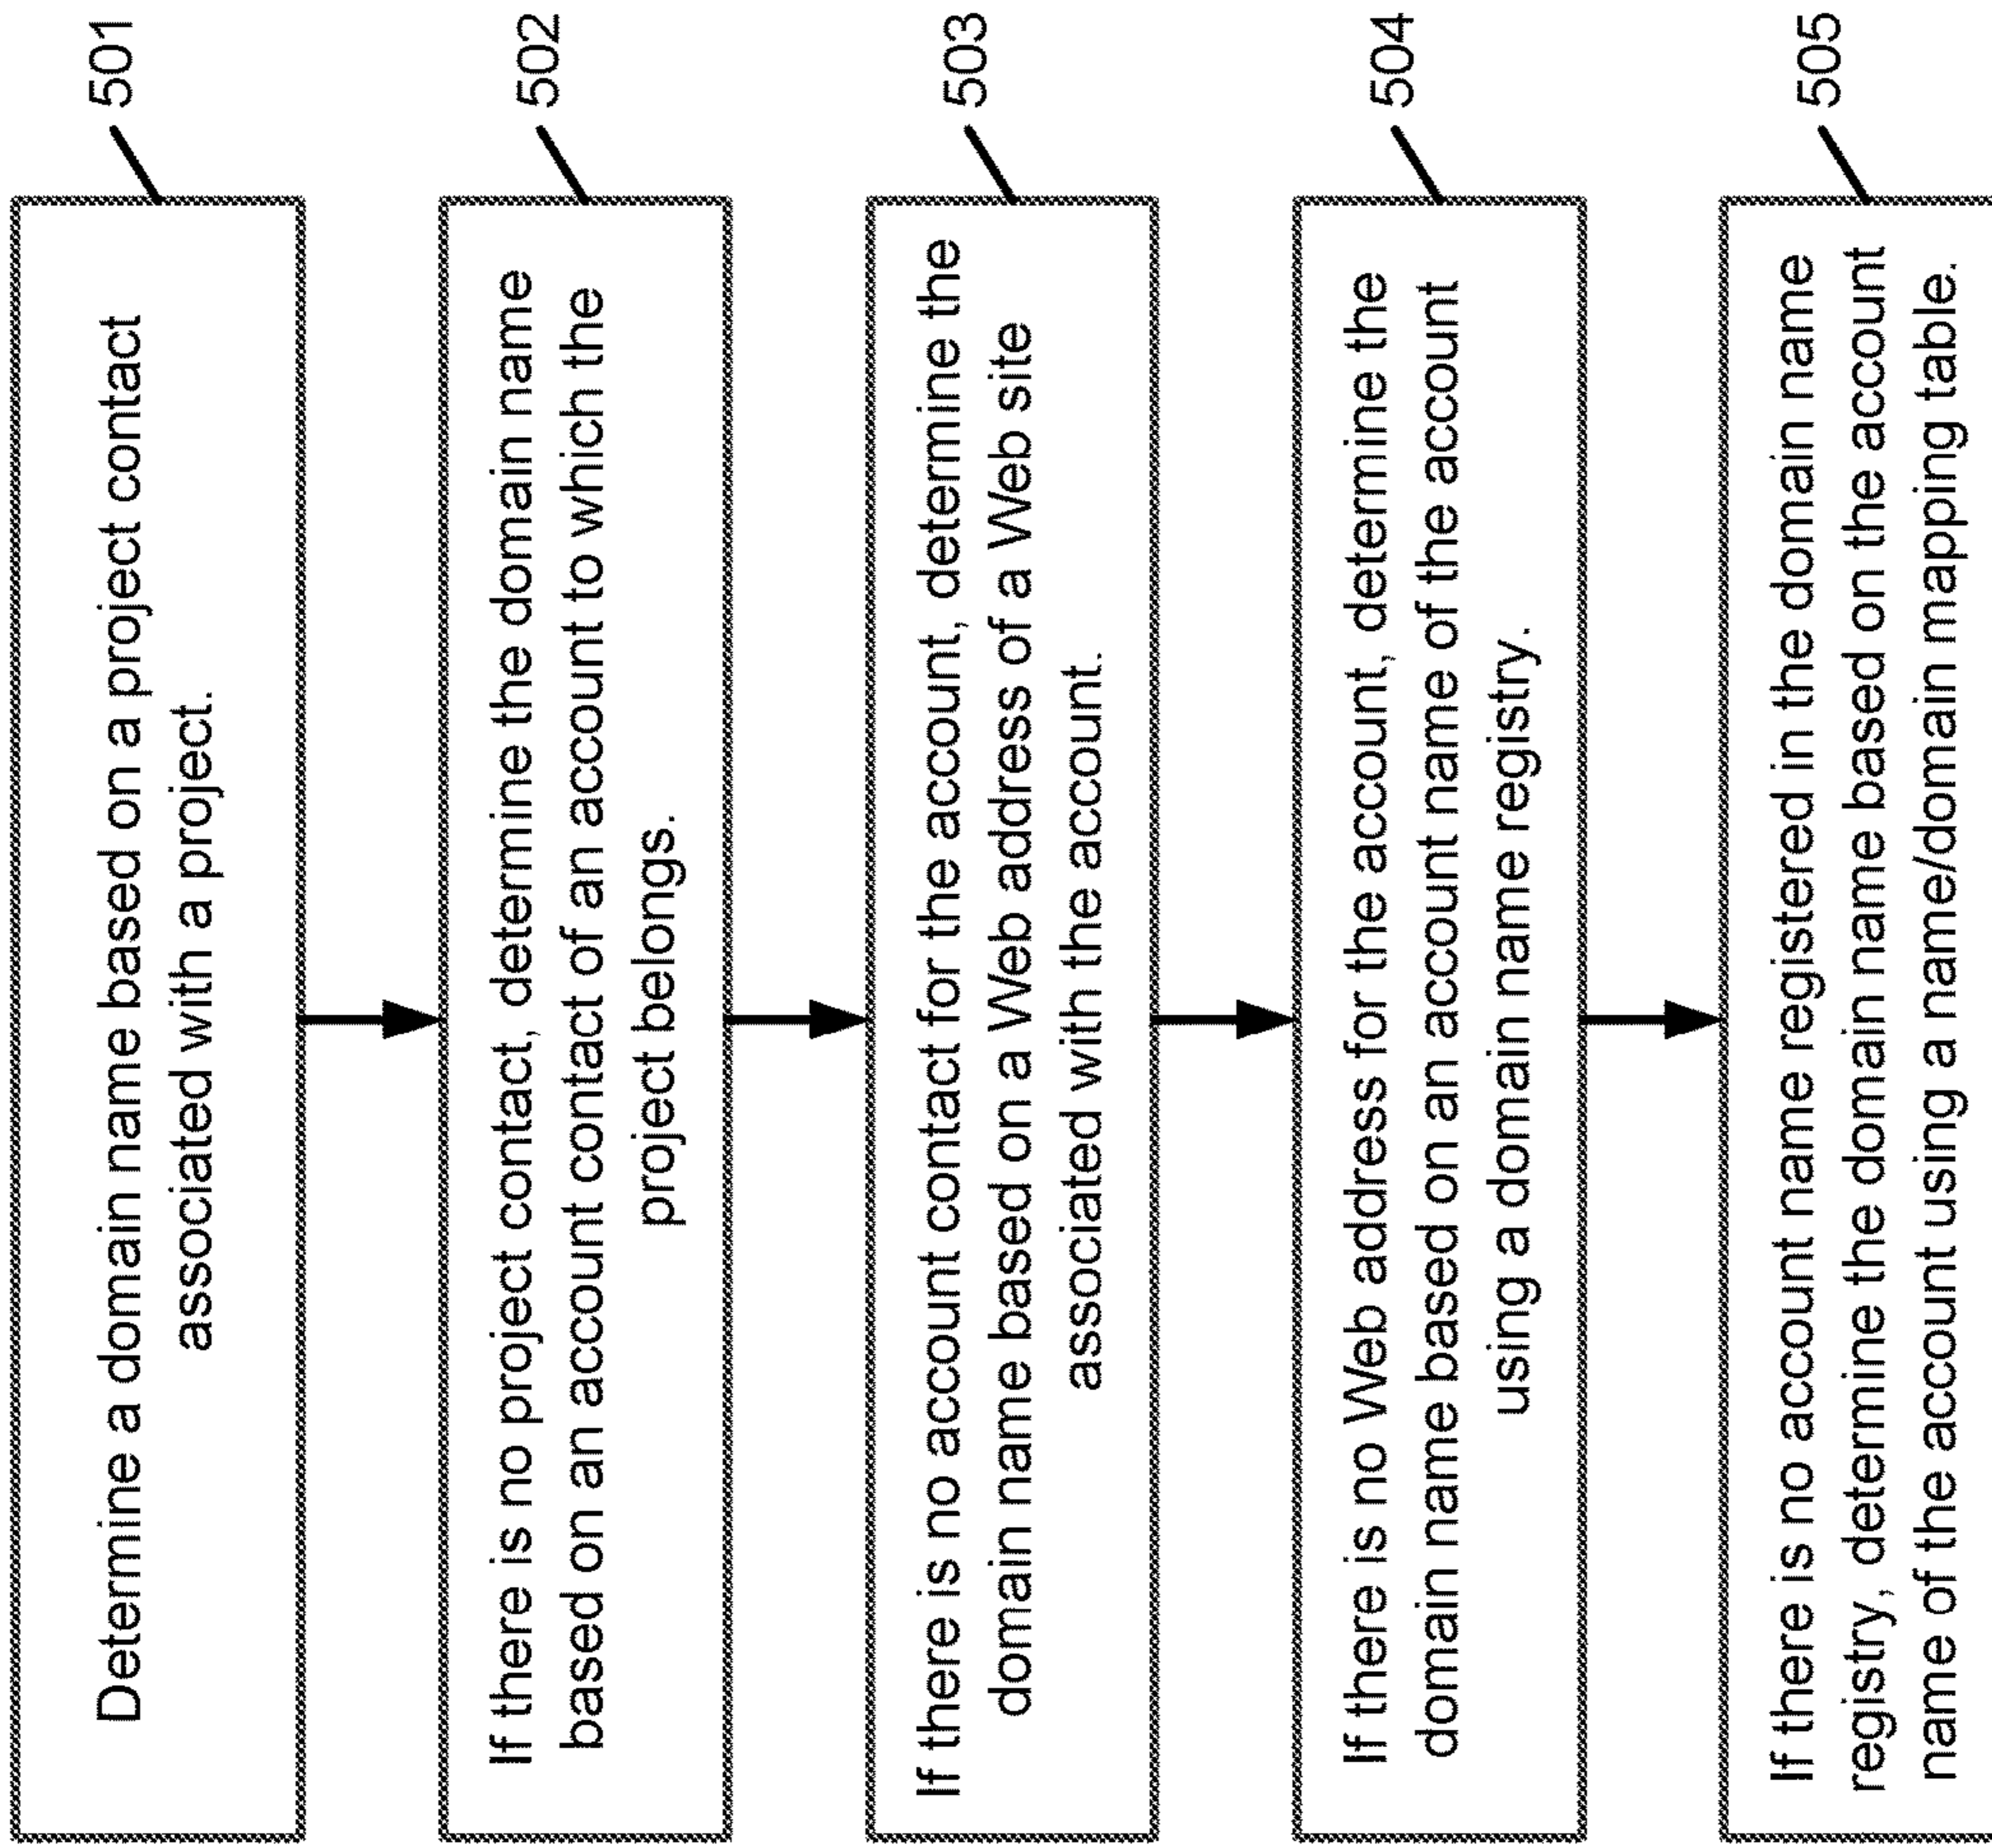 501
Determine a domain name based on a project contact
associated with a project.
502
If there is no project contact, determine the domain name
based on an account contact of an account to which the
project belongs.
503
If there is no account contact for the account, determine the
domain name based on a Web address of a Web site
associated with the account.
504
If there is no Web address for the account, determine the
domain name based on an account name of the account
using a domain name registry.
505
If there is no account name registered in the domain name
registry, determine the domain name based on the account
name of the account using a name/domain mapping table.